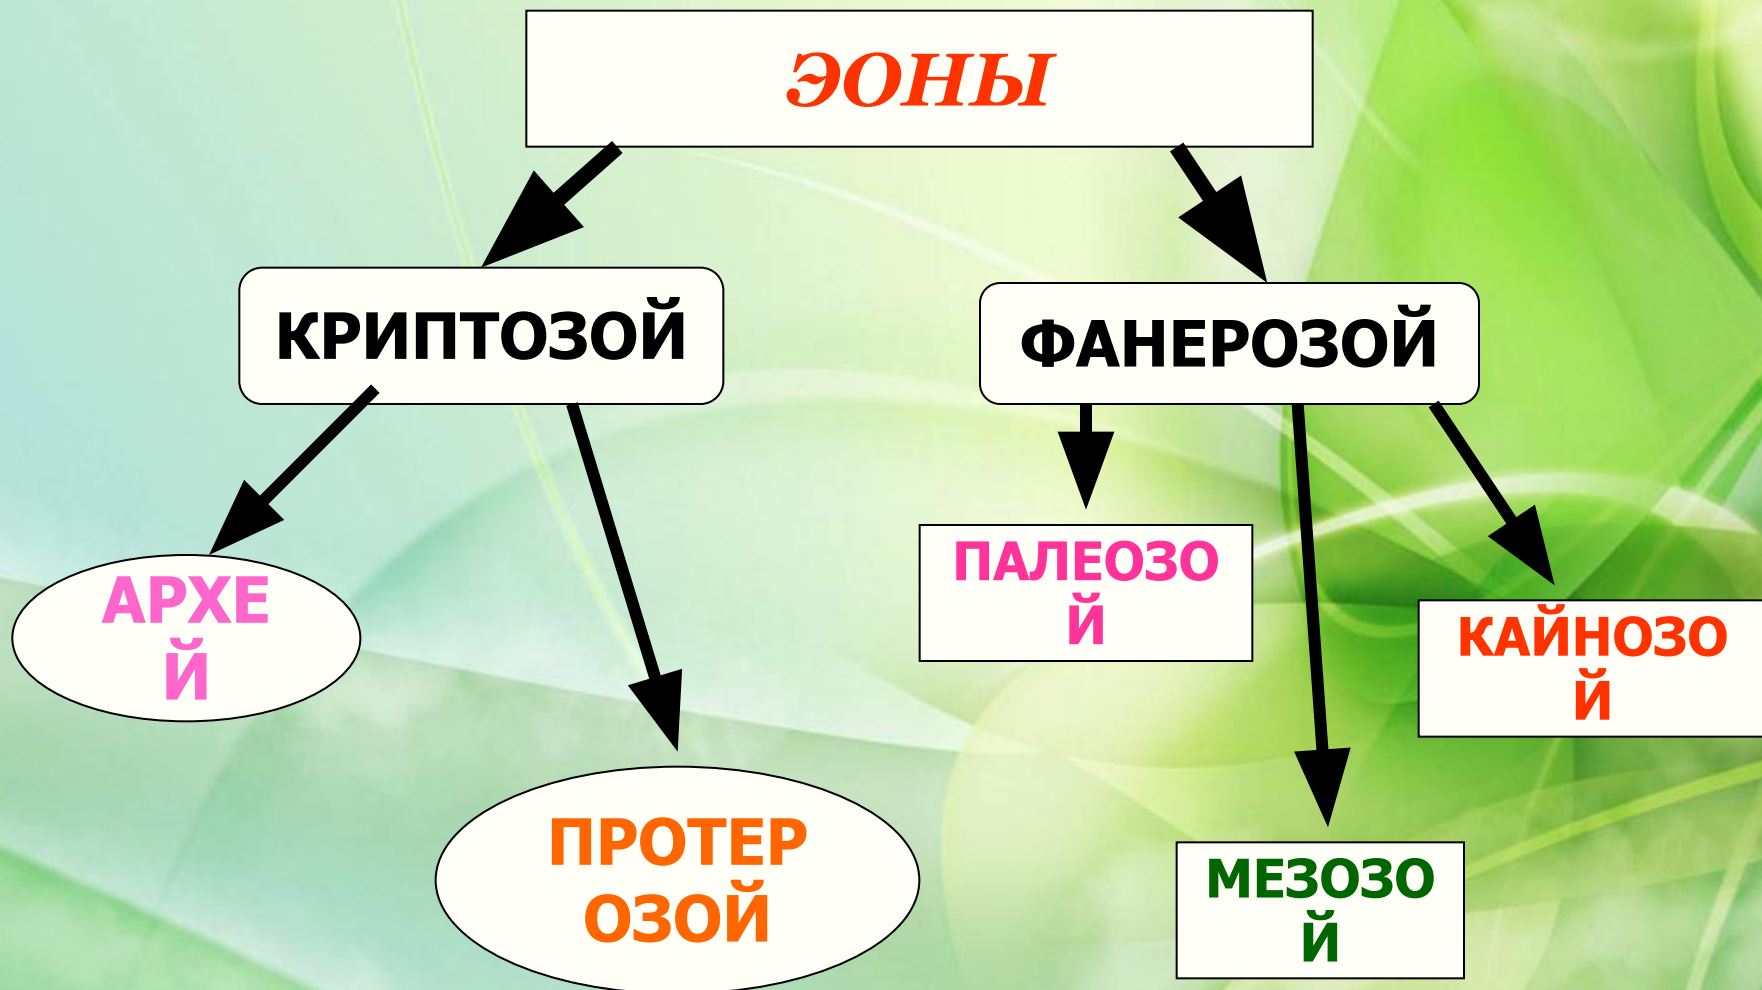 ЭОНЫ
КРИПТОЗОЙ
ФАНЕРОЗОЙ
АРХЕ
Й
ПРОТЕР
ОЗОЙ
ПАЛЕОЗО
Й
МЕЗОЗО
Й
КАЙНОЗО
Й